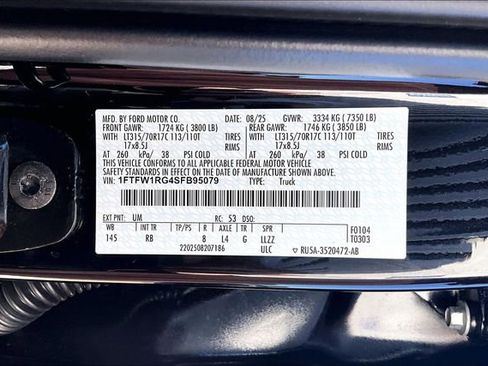 MFD. BY FORD MOTOR CO. 08/25 GVWR: 3334 KG ( 7350 LB)
FRONT GAWR: 1724 KG ( 3800 LB) REAR GAWR: 1746 KG ( 3850 LB)
WITH LT315/70R17C 113/110T TIRES WITH LT315/70R17C 113/110T TIRES
17x8.5J RIMS 17x8.5J RIMS
AT 260 kPa/ 38 PSI COLD AT 260 kPa/ 38 PSI COLD
THIS VEHICLE CONFORMS TO ALL APPLICABLE FEDERAL MOTOR VEHICLE
SAFETY STANDARDS IN EFFECT ON THE DATE OF MANUFACTURE SHOWN ABOVE.
VIN: 1FTFW1RG4SFB95079 TYPE: Truck
EXT PNT: UM RC: 53 DSO:
WB INT TR TP/PS R AXLE TR SPR F0104
145 RB 8 L4 G LLZZ T0303
2202508207186 ULC RU5A-3520472-AB